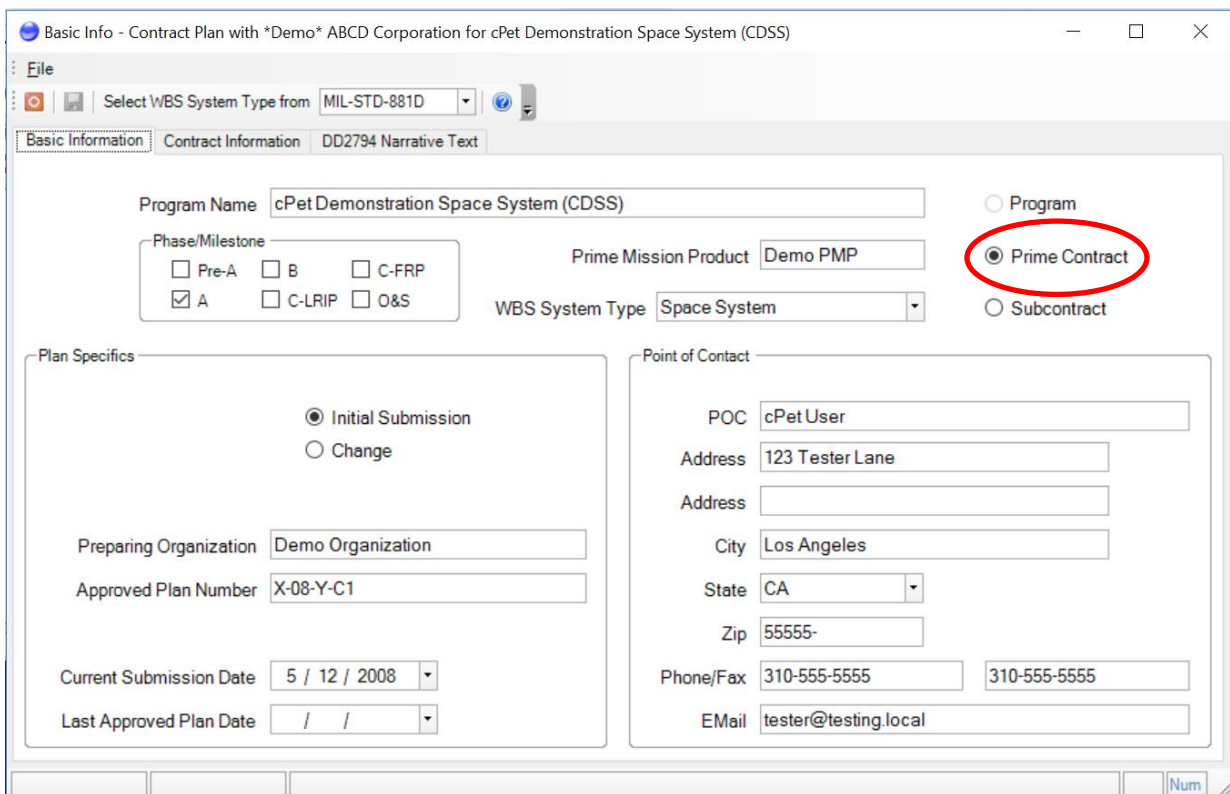 Basic Info - Contract Plan with *Demo* ABCD Corporation for cPet Demonstration Space System (CDSS)
File
Select WBS System Type from MIL-STD-881D
Basic Information Contract Information DD2794 Narrative Text
Program Name cPet Demonstration Space System (CDSS) Program
Phase/Milestone
Pre-A B C-FRP
A C-LRIP O&S
Prime Mission Product Demo PMP Prime Contract
WBS System Type Space System Subcontract
Plan Specifics
Initial Submission
Change
Preparing Organization Demo Organization
Approved Plan Number X-08-Y-C1
Current Submission Date 5 / 12 / 2008
Last Approved Plan Date / /
Point of Contact
POC cPet User
Address 123 Tester Lane
Address
City Los Angeles
State CA
Zip 55555-
Phone/Fax 310-555-5555 310-555-5555
EMail tester@testing.local
Num